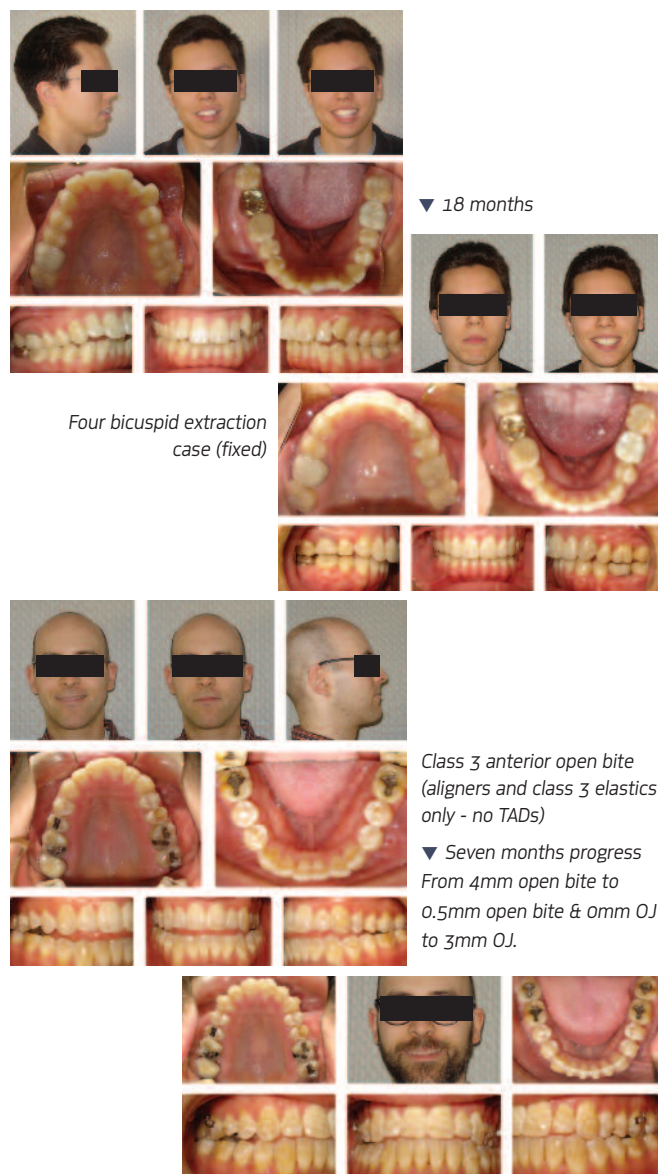 ▼ 18 months
Four bicuspid extraction
case (fixed)
Class 3 anterior open bite
(aligners and class 3 elastics
only - no TADs)
▼ Seven months progress
From 4mm open bite to
0.5mm open bite & 0mm OJ
to 3mm OJ.